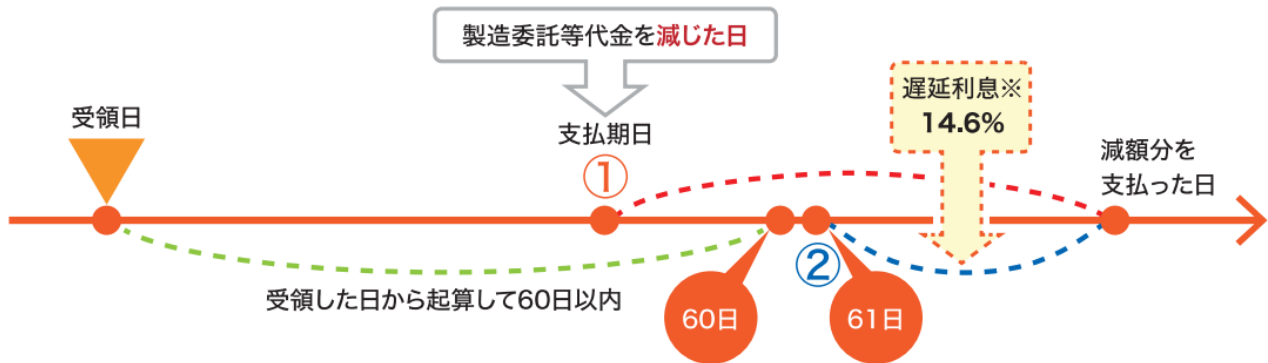 製造委託等代金を減じた日
受領日
支払期日
①
遅延利息※
14.6%
減額分を
支払った日
②
受領した日から起算して60日以内
60日
61日